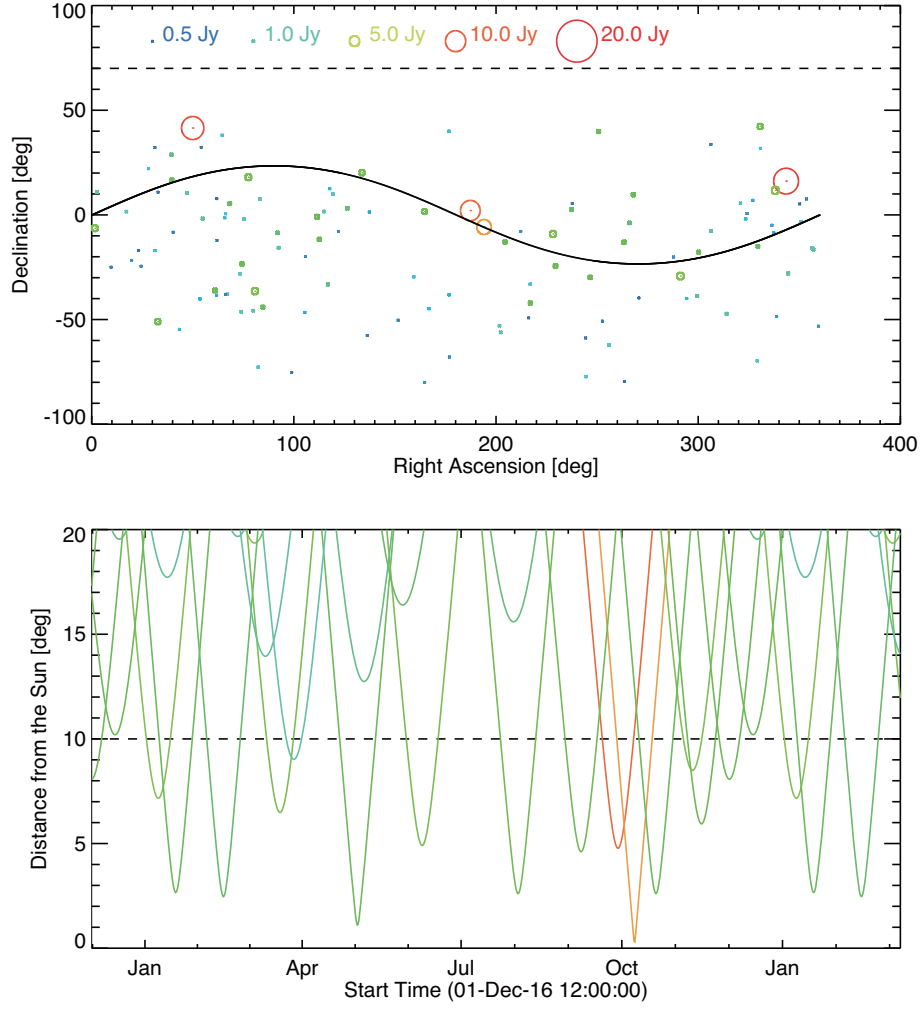 100
0.5 Jy 1.0 Jy 5.0 Jy 10.0 Jy 20.0 Jy
50
0
-50
-100
Declination [deg]
0 100 200 300 400
Right Ascension [deg]
20
15
10
5
0
Distance from the Sun [deg]
Jan Apr Jul Oct Jan
Start Time (01-Dec-16 12:00:00)